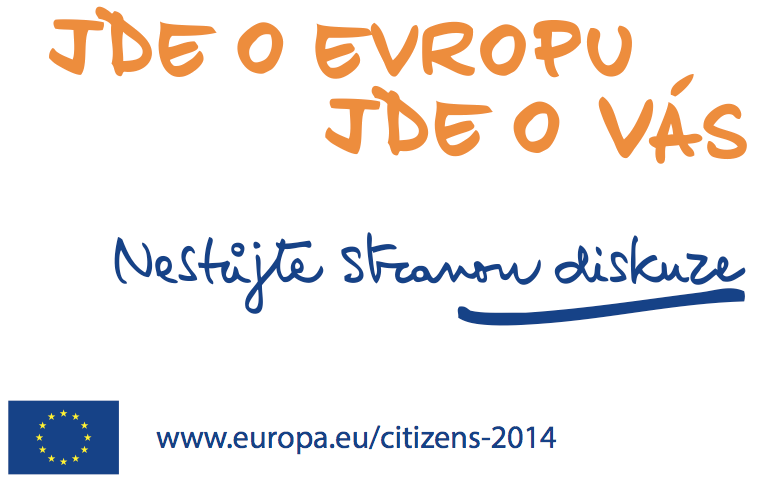 JDE O EVROPU
JDE O VÁS
Nestůjte stranou diskuze
www.europa.eu/citizens-2014